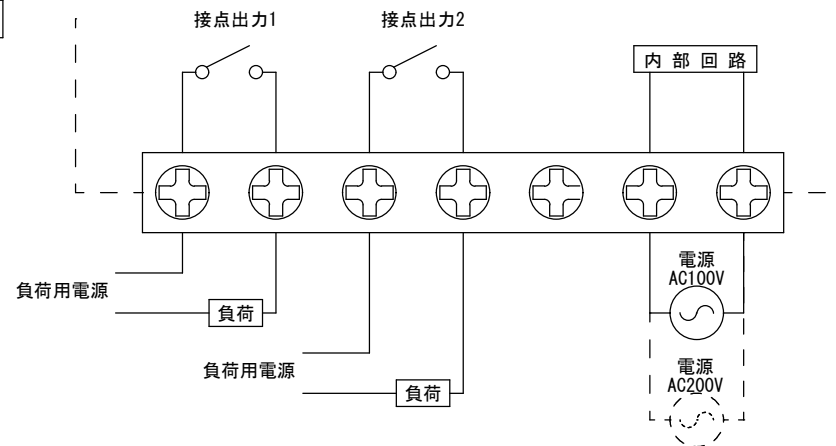 接点出力1
接点出力2
内部回路
電源
AC100V
負荷用電源
負荷
電源
AC200V
負荷用電源
負荷